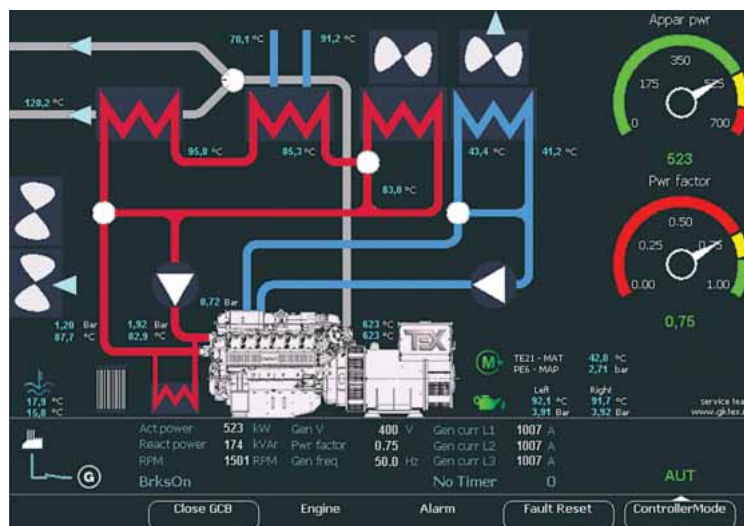 Appar pwr
350
175
525
0
700
523
Pwr factor
0.50
0.25
0.75
0.00
1.00
0,75
70,1 °C
91,2 °C
120,2 °C
95,8 °C
85,3 °C
43,4 °C
41,2 °C
83,0 °C
0,72 Bar
1,20 Bar
87,7 °C
1,92 Bar
82,9 °C
623 °C
623 °C
TEX
M
TE21 - MAT 42,0 °C
PE6 - MAP 2,71 bar
Left Right
92,1 °C 91,7 °C
3,91 Bar 3,92 Bar
17,9 °C
15,0 °C
Act power 523 kW Gen V 400 V Gen curr L1 1007 A
React power 174 kVAr Pwr factor 0.75 Gen curr L2 1007 A
RPM 1501 RPM Gen freq 50.0 Hz Gen curr L3 1007 A
G
BrksOn No Timer 0
AUT
Close GCB Engine Alarm Fault Reset ControllerMode